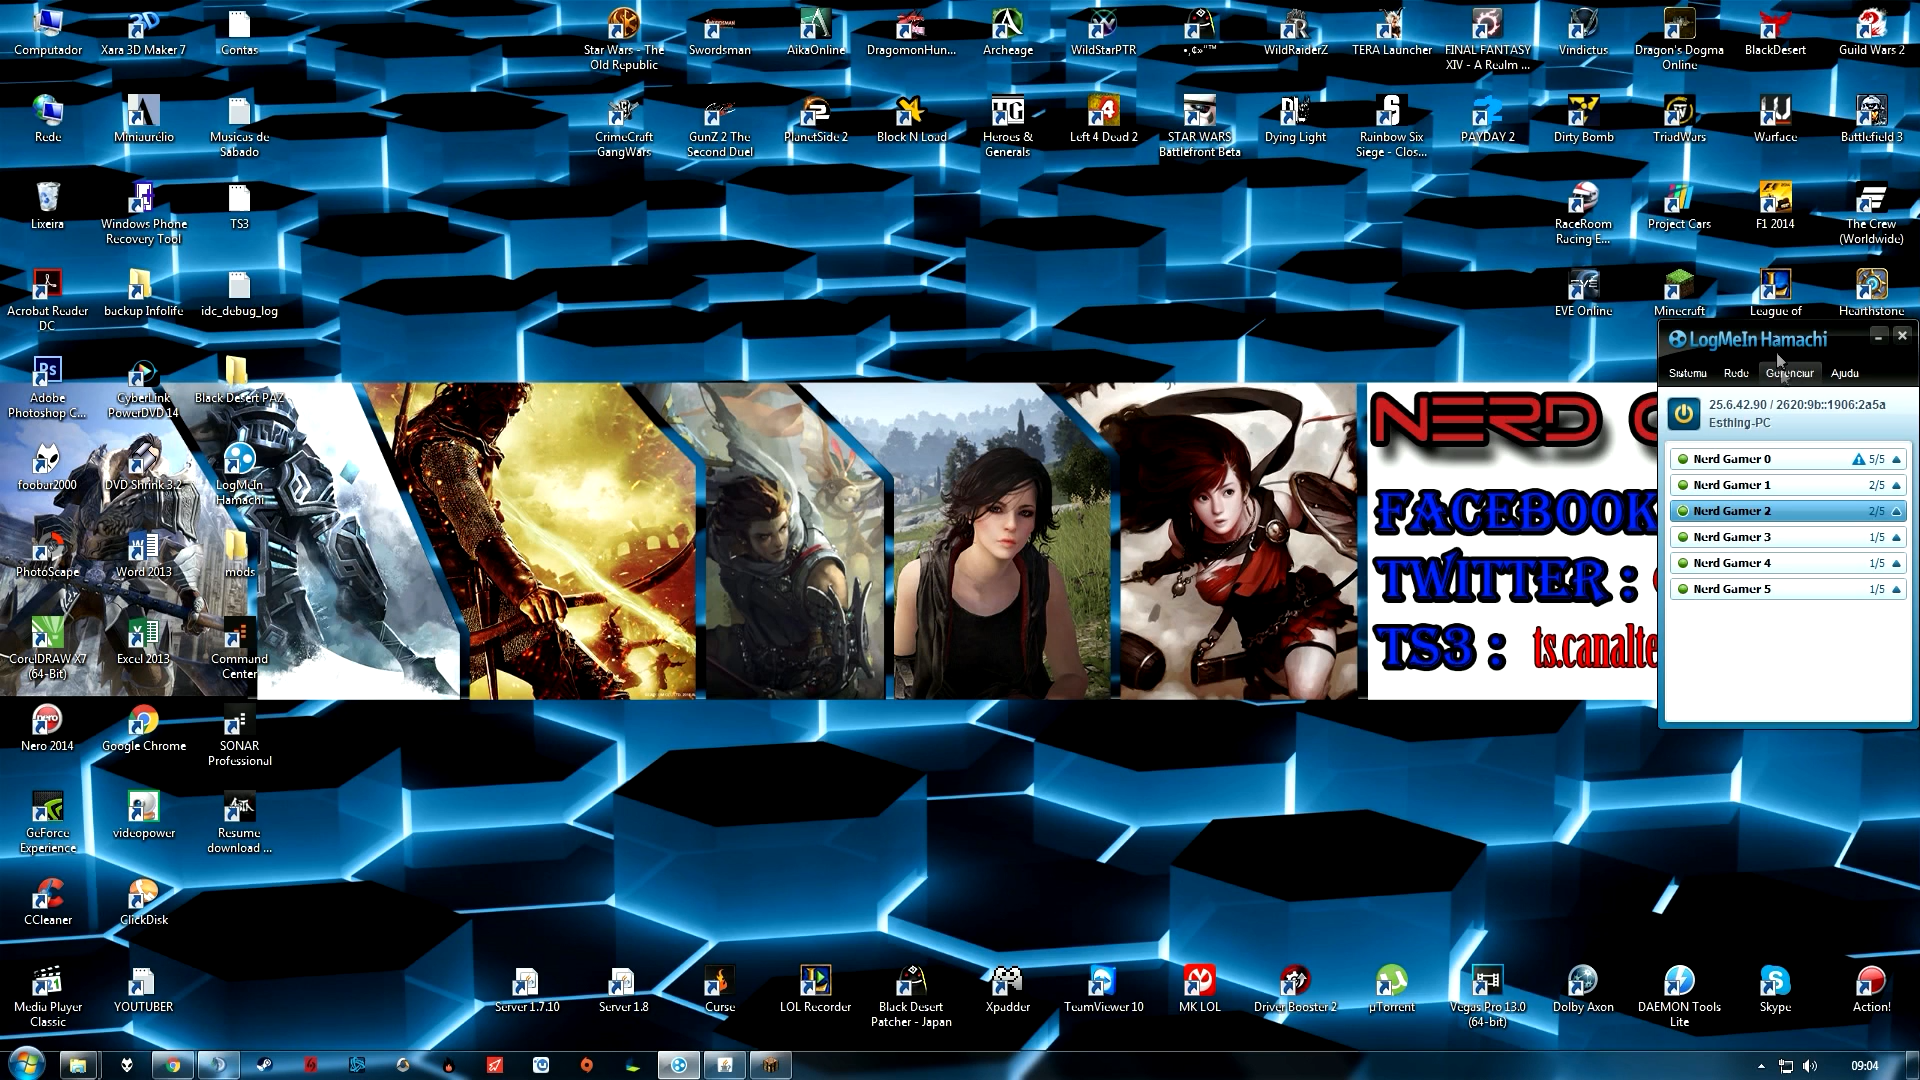 Computador
Xara 3D Maker 7
Contas
Star Wars - The Old Republic
Swordsman
AikaOnline
DragomonHun...
Archeage
WildStarPTR
WildRaiderZ
TERA Launcher
FINAL FANTASY XIV - A Realm ...
Vindictus
Dragon's Dogma Online
BlackDesert
Guild Wars 2
Rede
Miniaurélio
Musicas de Sabado
CrimeCraft GangWars
GunZ 2 The Second Duel
PlanetSide 2
Block N Load
Heroes & Generals
Left 4 Dead 2
STAR WARS Battlefront Beta
Dying Light
Rainbow Six Siege - Clos...
PAYDAY 2
Dirty Bomb
TriadWars
Warface
Battlefield 3
Lixeira
Windows Phone Recovery Tool
TS3
RaceRoom Racing E...
Project Cars
F1 2014
The Crew (Worldwide)
Acrobat Reader DC
backup Infolife
idc_debug_log
EVE Online
Minecraft
League of
Hearthstone
LogMeIn Hamachi
Sistema
Rede
Gerenciar
Ajuda
25.6.42.90 / 2620:9b::1906:2a5a
Esthing-PC
Nerd Gamer 0 5/5
Nerd Gamer 1 2/5
Nerd Gamer 2 2/5
Nerd Gamer 3 1/5
Nerd Gamer 4 1/5
Nerd Gamer 5 1/5
Adobe Photoshop C...
CyberLink PowerDVD 14
Black Desert PAZ
NERD
FACEBOOK
TWITTER :
TS3 : ts.canalte
foobar2000
DVD Shrink 3.2
LogMeIn Hamachi
PhotoScape
Word 2013
mods
CorelDRAW X7 (64-Bit)
Excel 2013
Command Center
Nero 2014
Google Chrome
SONAR Professional
GeForce Experience
videopower
Resume download ...
CCleaner
ClickDisk
Media Player Classic
YOUTUBER
Server 1.7.10
Server 1.8
Curse
LOL Recorder
Black Desert Patcher - Japan
Xpadder
TeamViewer 10
MK LOL
Driver Booster 2
µTorrent
Vegas Pro 13.0 (64-bit)
Dolby Axon
DAEMON Tools Lite
Skype
Action!
09:04